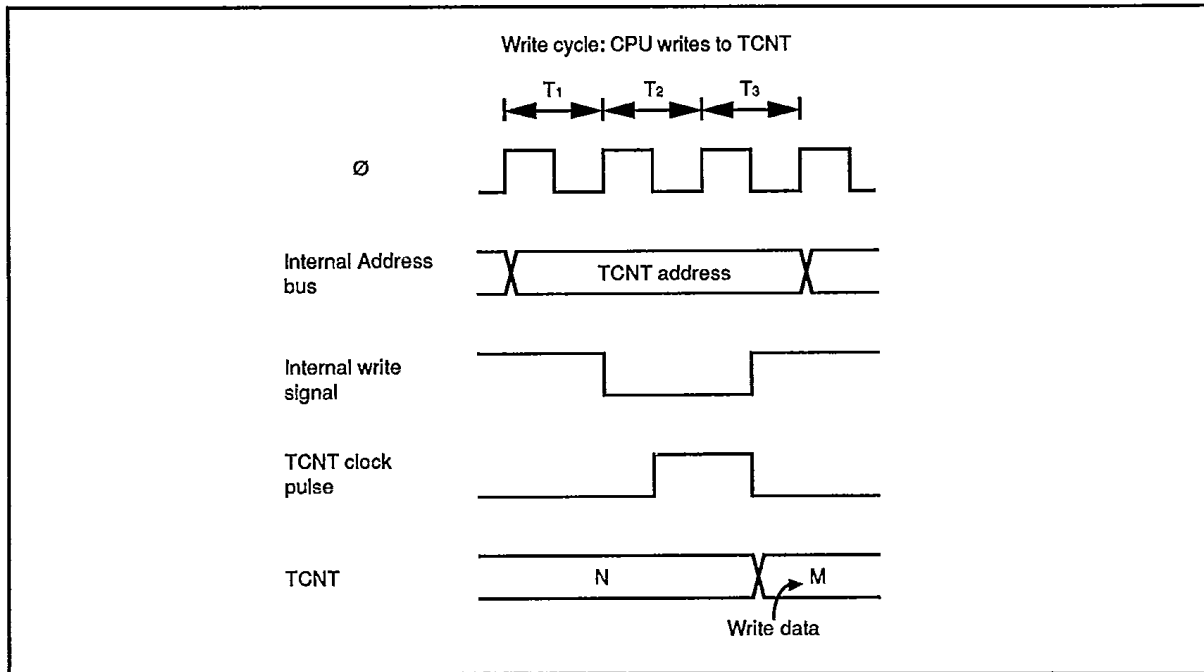 Write cycle: CPU writes to TCNT
T1 T2 T3
Ø
Internal Address
bus
TCNT address
Internal write
signal
TCNT clock
pulse
TCNT
N
M
Write data